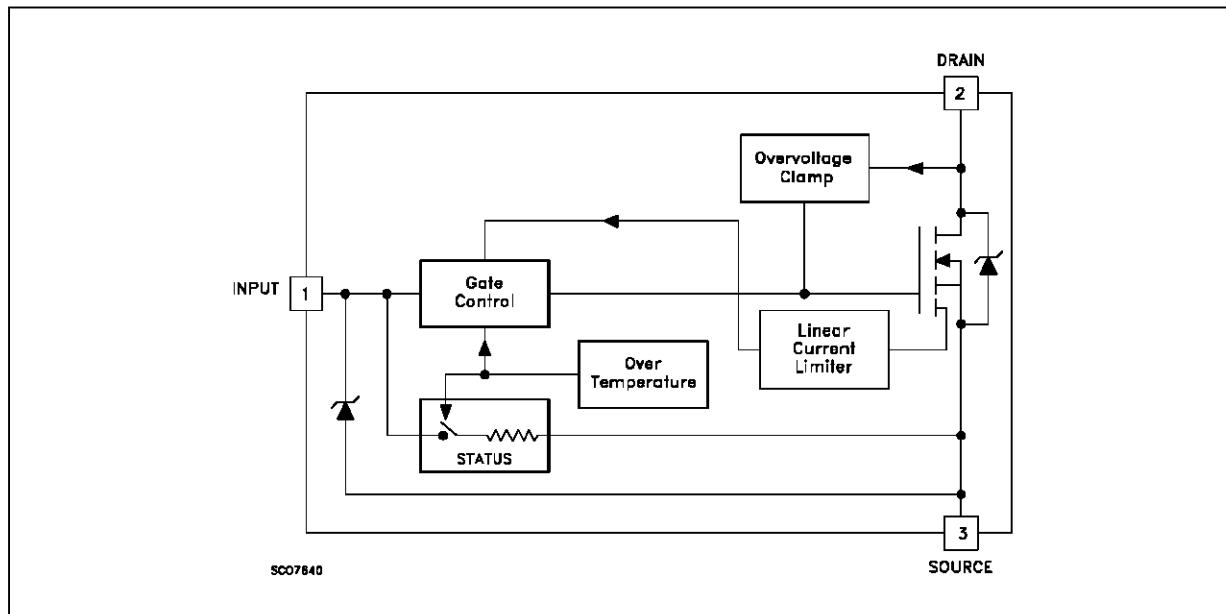 DRAIN
2
Overvoltage
Clamp
INPUT
1
Gate
Control
Linear
Current
Limiter
Over
Temperature
STATUS
3
SOURCE
SC07640